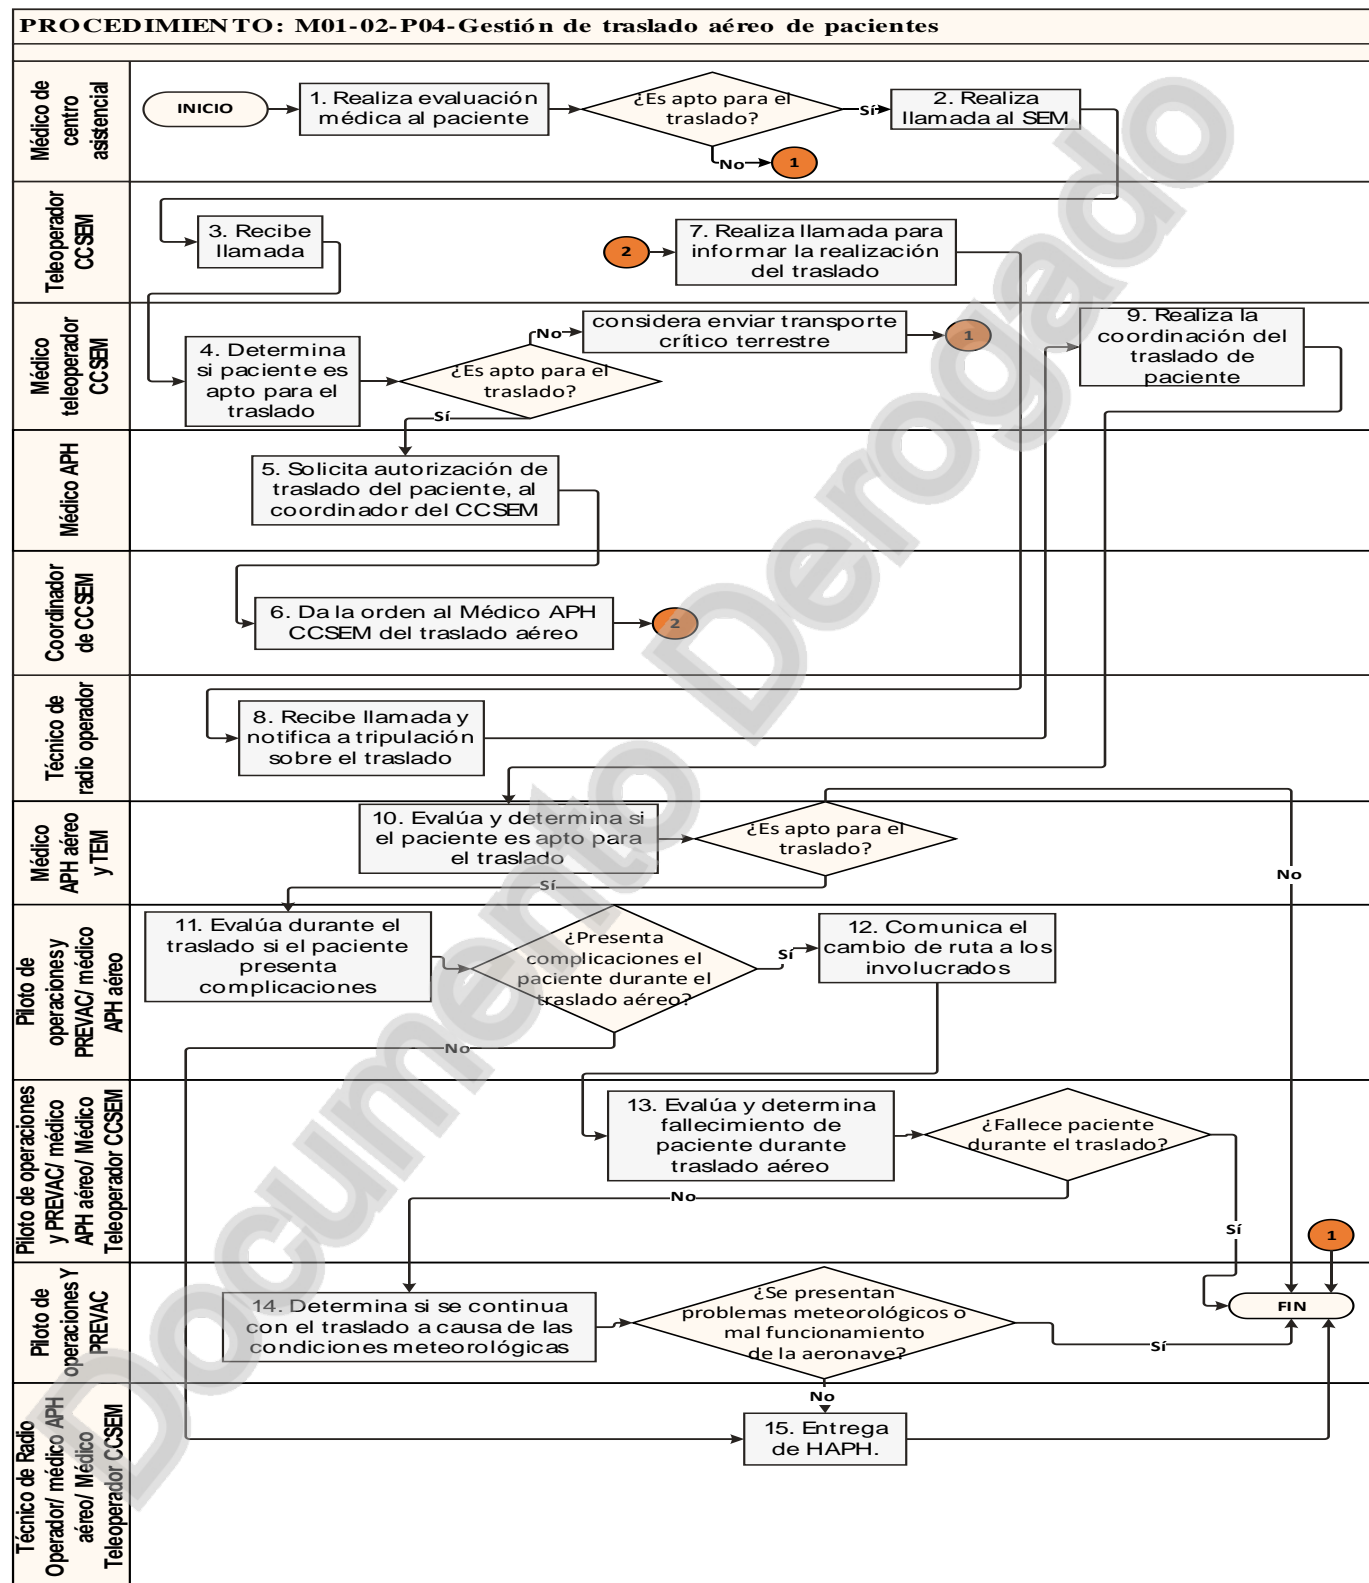 PROCEDIMIENTO: M01-02-P04-Gestión de traslado aéreo de pacientes
Médico de
centro
asistencial
INICIO
1. Realiza evaluación
médica al paciente
¿Es apto para el
traslado?
Sí
2. Realiza
llamada al SEM
No
1
Teleoperador
CCSEM
3. Recibe
llamada
2
7. Realiza llamada para
informar la realización
del traslado
Médico
teleoperador
CCSEM
4. Determina
si paciente es
apto para el
traslado
¿Es apto para el
traslado?
No
considera enviar transporte
crítico terrestre
1
Sí
9. Realiza la
coordinación del
traslado de
paciente
Médico APH
5. Solicita autorización de
traslado del paciente, al
coordinador del CCSEM
Coordinador
de CCSEM
6. Da la orden al Médico APH
CCSEM del traslado aéreo
2
Técnico de
radio operador
8. Recibe llamada y
notifica a tripulación
sobre el traslado
Médico
APH aéreo
y TEM
10. Evalúa y determina si
el paciente es apto para
el traslado
¿Es apto para el
traslado?
No
Sí
Piloto de
operaciones y
PREVAC/ médico
APH aéreo
11. Evalúa durante el
traslado si el paciente
presenta
complicaciones
¿Presenta
complicaciones el
paciente durante el
traslado aéreo?
Sí
12. Comunica el
cambio de ruta a los
involucrados
No
Piloto de operaciones
y PREVAC/ médico
APH aéreo/ Médico
Teleoperador CCSEM
13. Evalúa y determina
fallecimiento de
paciente durante
traslado aéreo
¿Fallece paciente
durante el traslado?
No
Sí
1
Piloto de
operaciones Y
PREVAC
14. Determina si se continua
con el traslado a causa de las
condiciones meteorológicas
¿Se presentan
problemas meteorológicos o
mal funcionamiento
de la aeronave?
Sí
FIN
No
Técnico de Radio
Operador/ médico APH
aéreo/ Médico
Teleoperador CCSEM
15. Entrega
de HAPH.
Documento Derogado